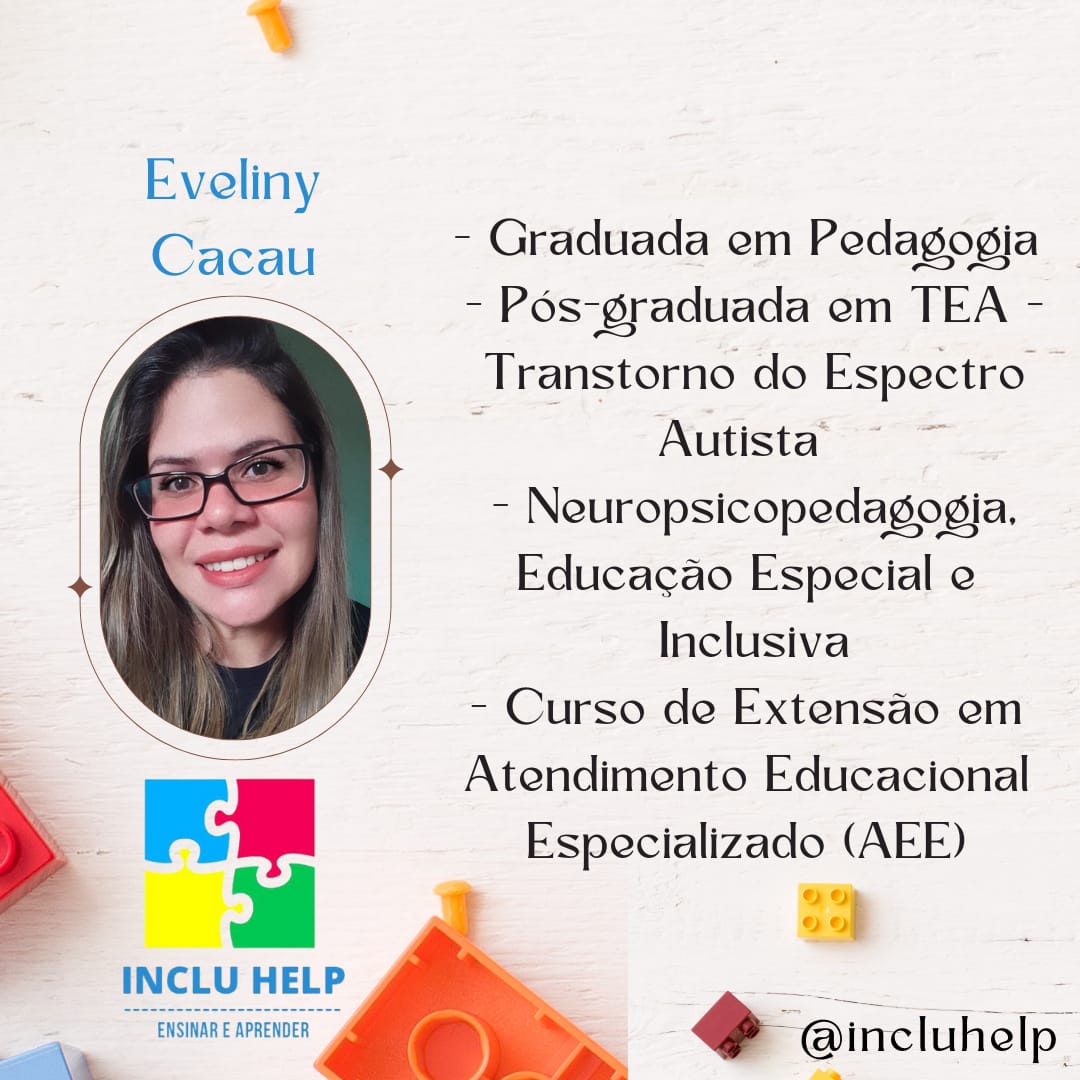 Eveliny
Cacau
- Graduada em Pedagogia
- Pós-graduada em TEA -
Transtorno do Espectro
Autista
- Neuropsicopedagogia,
Educação Especial e
Inclusiva
- Curso de Extensão em
Atendimento Educacional
Especializado (AEE)
INCLU HELP
ENSINAR E APRENDER
@incluhelp